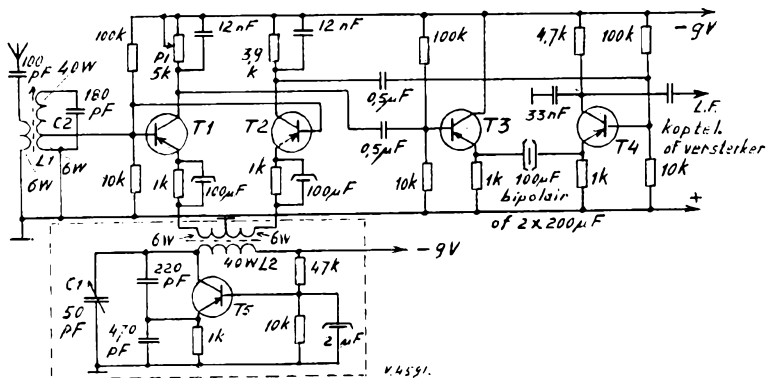 100k
P1
5k
12nF
3,9
k
12nF
100k
4,7k
100k
-9V
100
pF
40W
180
pF
C2
L1
6W
6W
T1
T2
0,5µF
0,5µF
T3
33nF
T4
L.F.
koptel.
of versterker
10k
1k
100µF
1k
100µF
10k
1k
100µF
bipolair
of 2x200µF
1k
10k
+
6W
6W
40W L2
-9V
C1
50
pF
220
pF
470
pF
T5
1k
47k
10k
2 µF
V.4591.